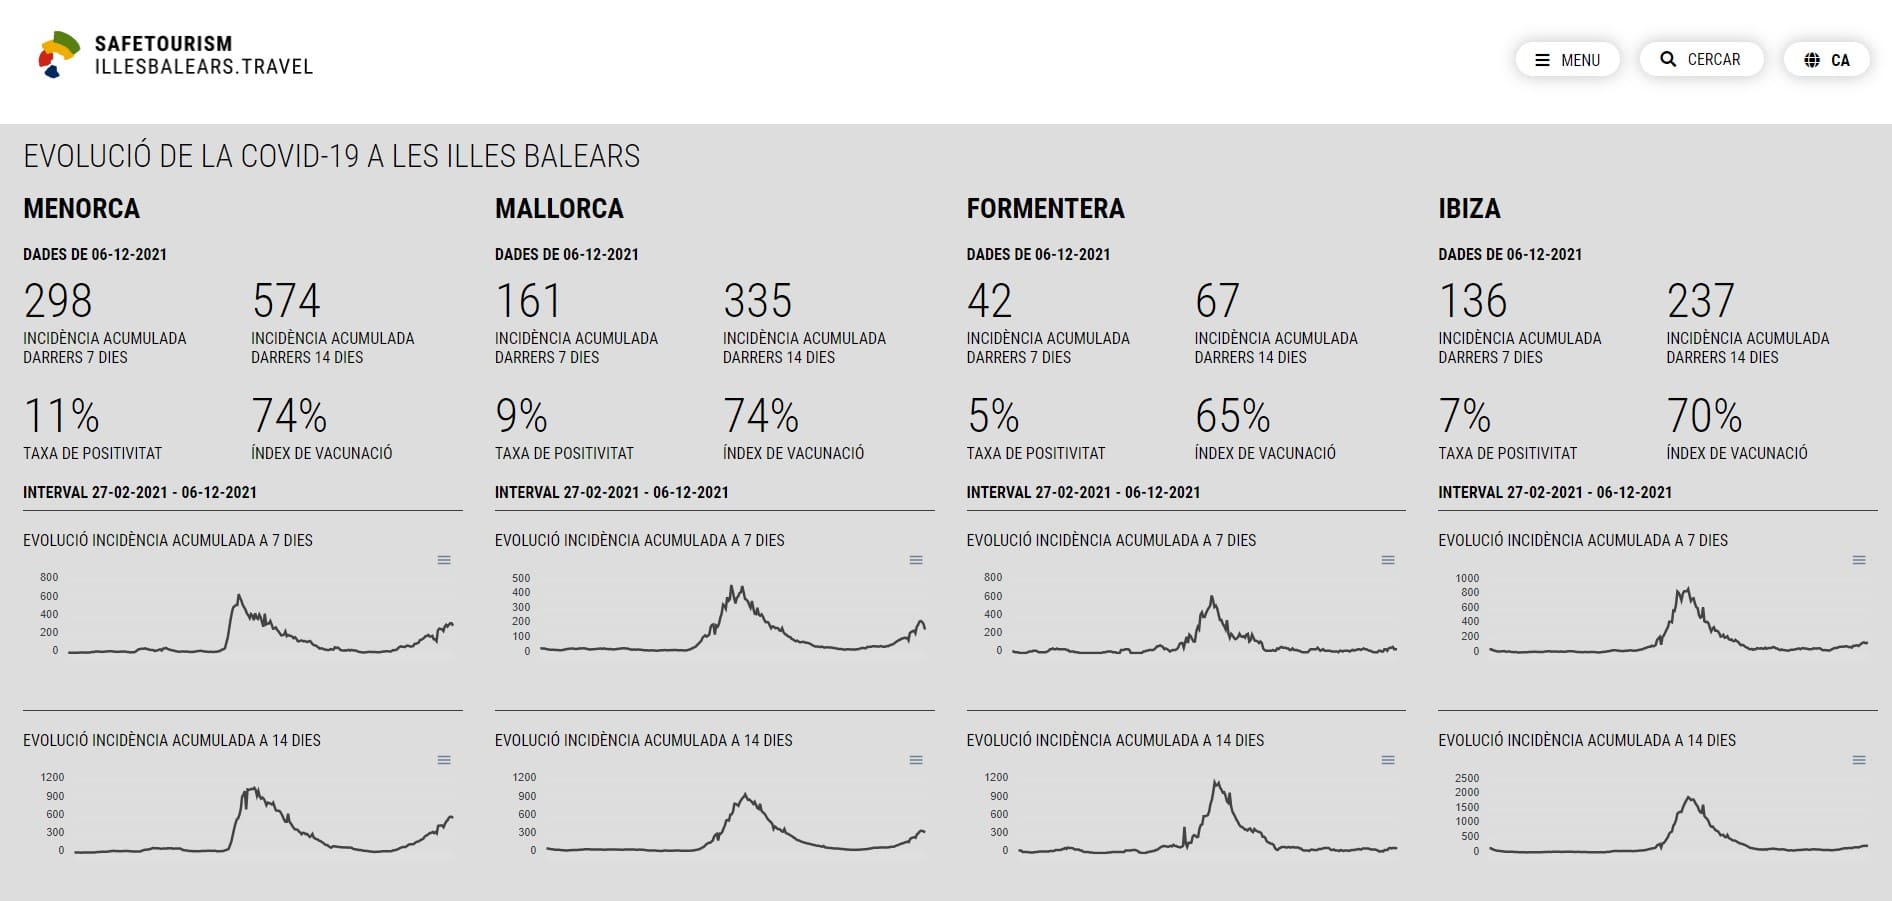 SAFETOURISM
ILLESBALEARS.TRAVEL
MENU
CERCAR
CA
EVOLUCIÓ DE LA COVID-19 A LES ILLES BALEARS
MENORCA
DADES DE 06-12-2021
298
INCIDÈNCIA ACUMULADA
DARRERS 7 DIES
574
INCIDÈNCIA ACUMULADA
DARRERS 14 DIES
11%
TAXA DE POSITIVITAT
74%
ÍNDEX DE VACUNACIÓ
INTERVAL 27-02-2021 - 06-12-2021
EVOLUCIÓ INCIDÈNCIA ACUMULADA A 7 DIES
800
600
400
200
0
EVOLUCIÓ INCIDÈNCIA ACUMULADA A 14 DIES
1200
900
600
300
0
MALLORCA
DADES DE 06-12-2021
161
INCIDÈNCIA ACUMULADA
DARRERS 7 DIES
335
INCIDÈNCIA ACUMULADA
DARRERS 14 DIES
9%
TAXA DE POSITIVITAT
74%
ÍNDEX DE VACUNACIÓ
INTERVAL 27-02-2021 - 06-12-2021
EVOLUCIÓ INCIDÈNCIA ACUMULADA A 7 DIES
500
400
300
200
100
0
EVOLUCIÓ INCIDÈNCIA ACUMULADA A 14 DIES
1200
900
600
300
0
FORMENTERA
DADES DE 06-12-2021
42
INCIDÈNCIA ACUMULADA
DARRERS 7 DIES
67
INCIDÈNCIA ACUMULADA
DARRERS 14 DIES
5%
TAXA DE POSITIVITAT
65%
ÍNDEX DE VACUNACIÓ
INTERVAL 27-02-2021 - 06-12-2021
EVOLUCIÓ INCIDÈNCIA ACUMULADA A 7 DIES
800
600
400
200
0
EVOLUCIÓ INCIDÈNCIA ACUMULADA A 14 DIES
1200
900
600
300
0
IBIZA
DADES DE 06-12-2021
136
INCIDÈNCIA ACUMULADA
DARRERS 7 DIES
237
INCIDÈNCIA ACUMULADA
DARRERS 14 DIES
7%
TAXA DE POSITIVITAT
70%
ÍNDEX DE VACUNACIÓ
INTERVAL 27-02-2021 - 06-12-2021
EVOLUCIÓ INCIDÈNCIA ACUMULADA A 7 DIES
1000
800
600
400
200
0
EVOLUCIÓ INCIDÈNCIA ACUMULADA A 14 DIES
2500
2000
1500
1000
500
0